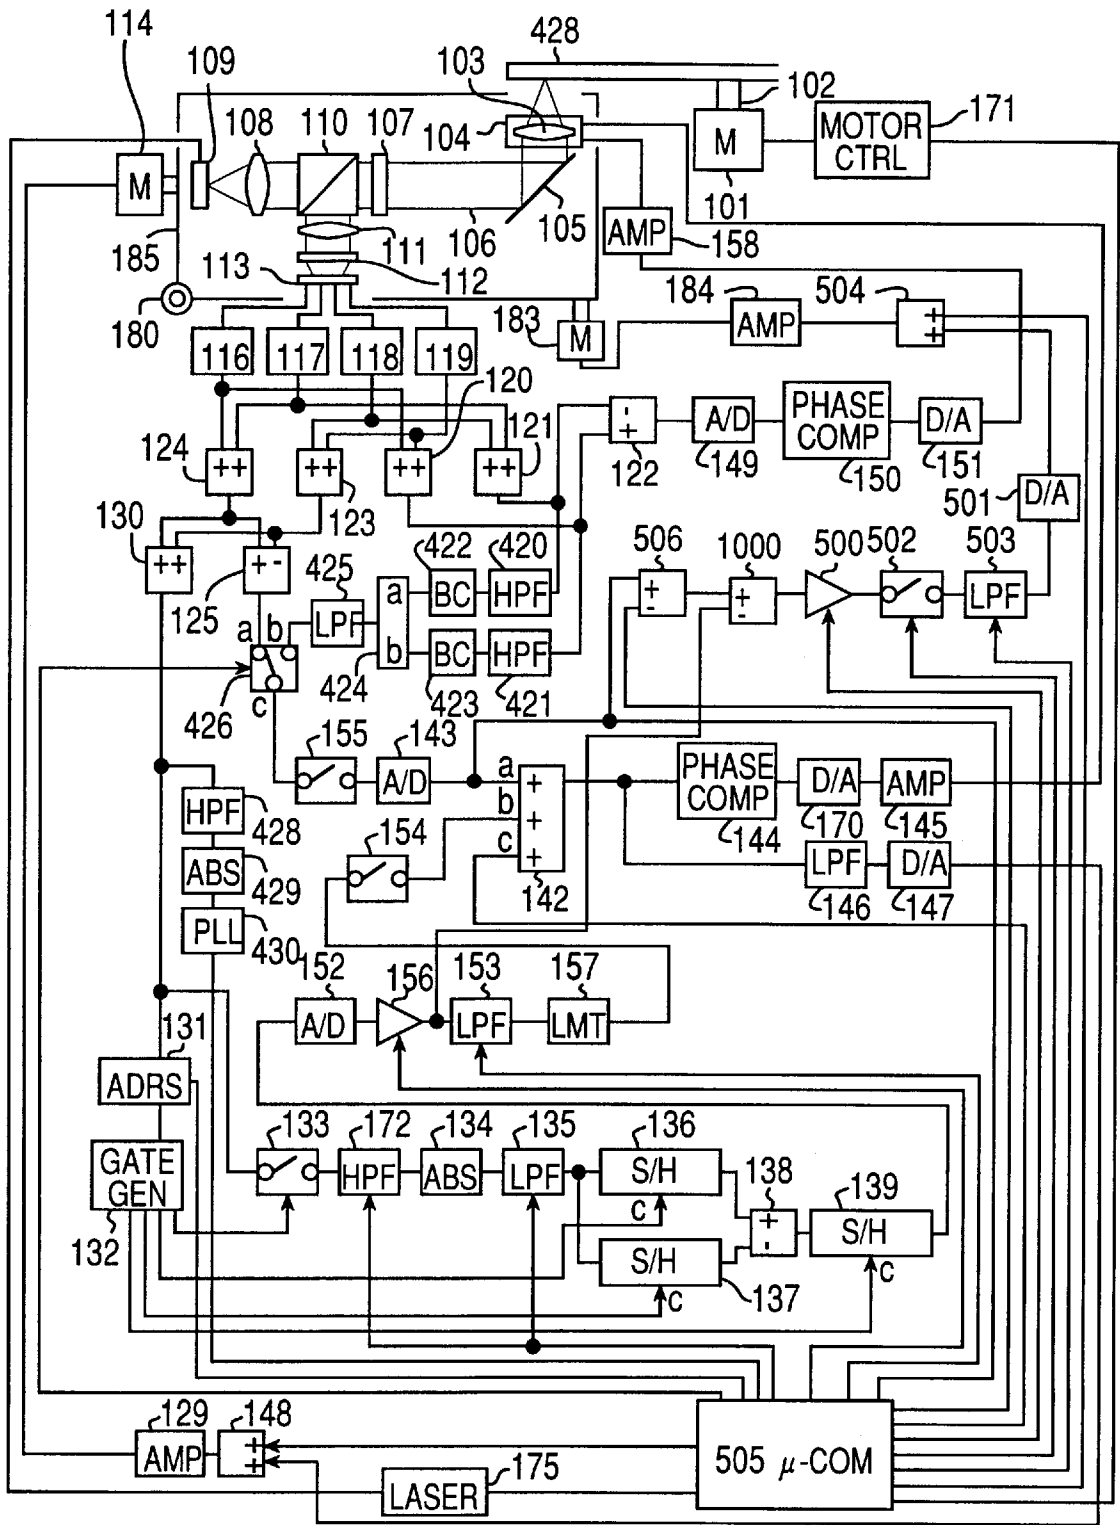 114
109
428
103
102
171
108
110
107
104
MOTOR
CTRL
M
M
101
105
106
111
AMP
158
185
112
113
184
504
180
183
AMP
+
+
M
116
117
118
119
120
121
-
+
122
A/D
149
PHASE
COMP
150
D/A
151
124
++
++
++
++
123
D/A
501
130
++
+ -
125
422
420
425
a
BC
HPF
LPF
a b
b
BC
HPF
424
423
421
426
c
506
1000
500
502
503
+
-
+
-
LPF
155
143
A/D
a
b
c
+
+
+
142
PHASE
COMP
144
D/A
170
AMP
145
HPF
428
154
LPF
146
D/A
147
ABS
429
PLL
430
152
156
153
157
A/D
LPF
LMT
131
ADRS
133
172
134
135
136
GATE
GEN
132
HPF
ABS
LPF
S/H
c
138
139
+
-
S/H
c
S/H
c
137
129
148
AMP
+
+
175
LASER
505 μ-COM